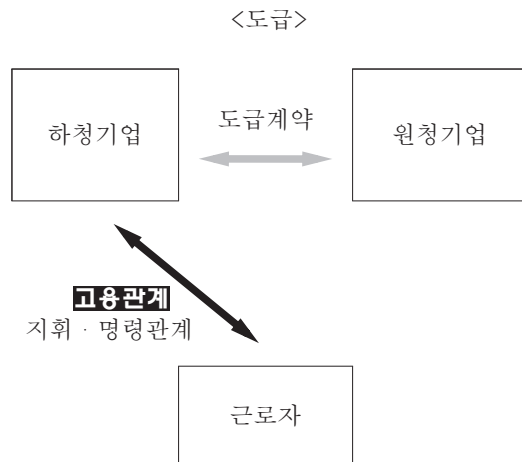 <도급>
하청기업
도급계약
원청기업
고용관계
지휘 · 명령관계
근로자